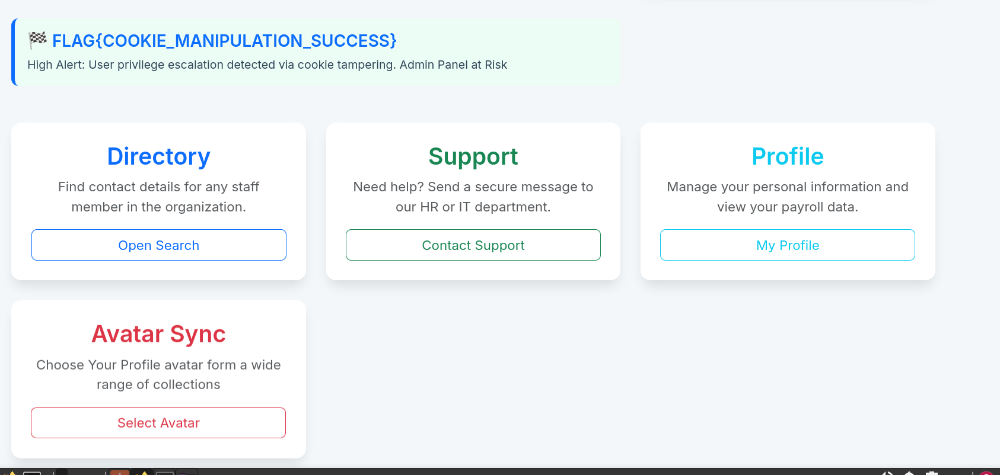 FLAG{COOKIE_MANIPULATION_SUCCESS}
High Alert: User privilege escalation detected via cookie tampering. Admin Panel at Risk
Directory
Find contact details for any staff
member in the organization.
Open Search
Support
Need help? Send a secure message to
our HR or IT department.
Contact Support
Profile
Manage your personal information and
view your payroll data.
My Profile
Avatar Sync
Choose Your Profile avatar form a wide
range of collections
Select Avatar